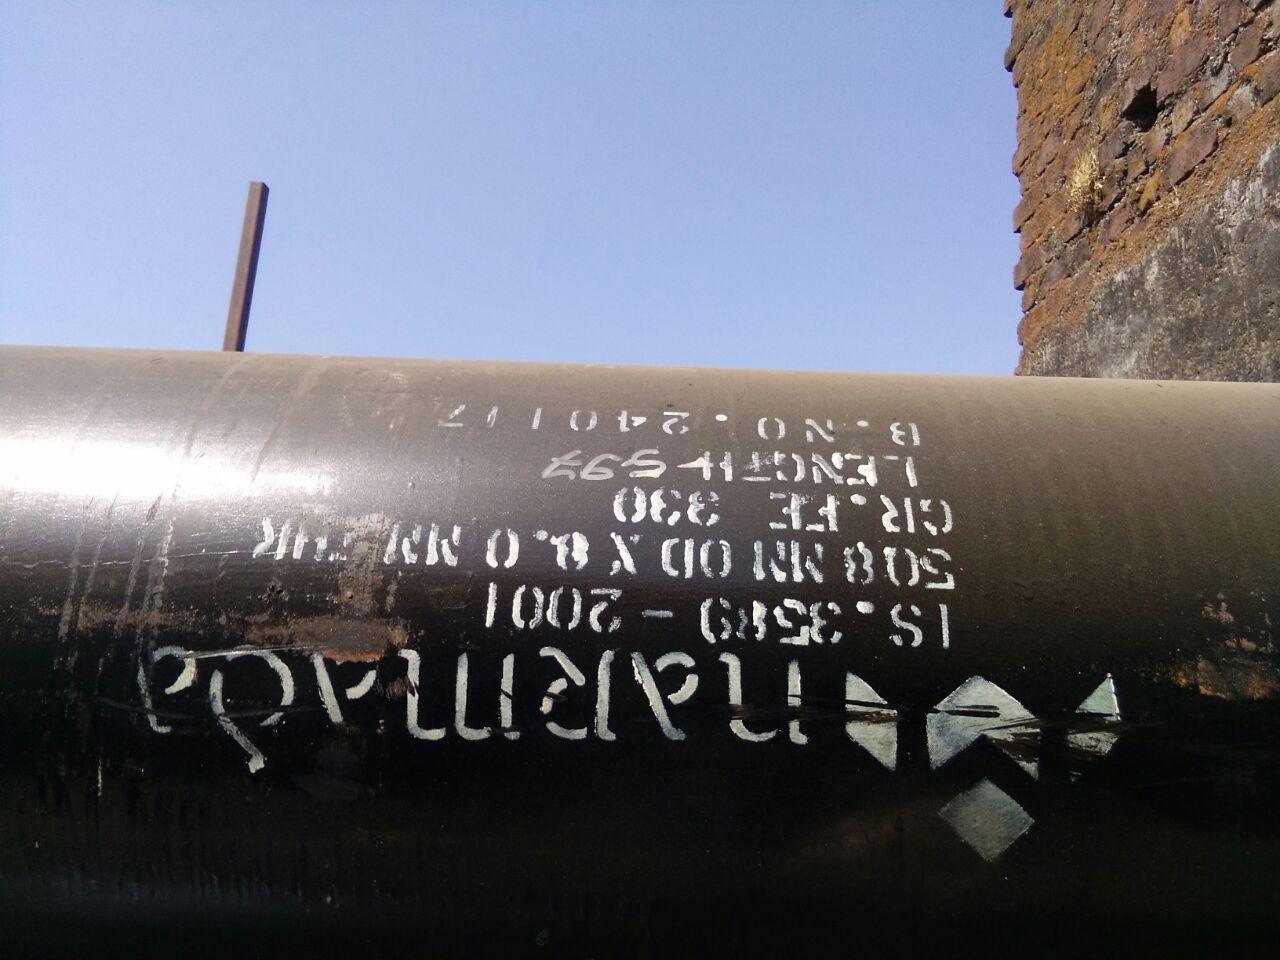 naRmada
IS. 3589 - 2001
508 MM OD X 8.0 MM THK
GR. FE 330
LENGTH
B. NO. 240117